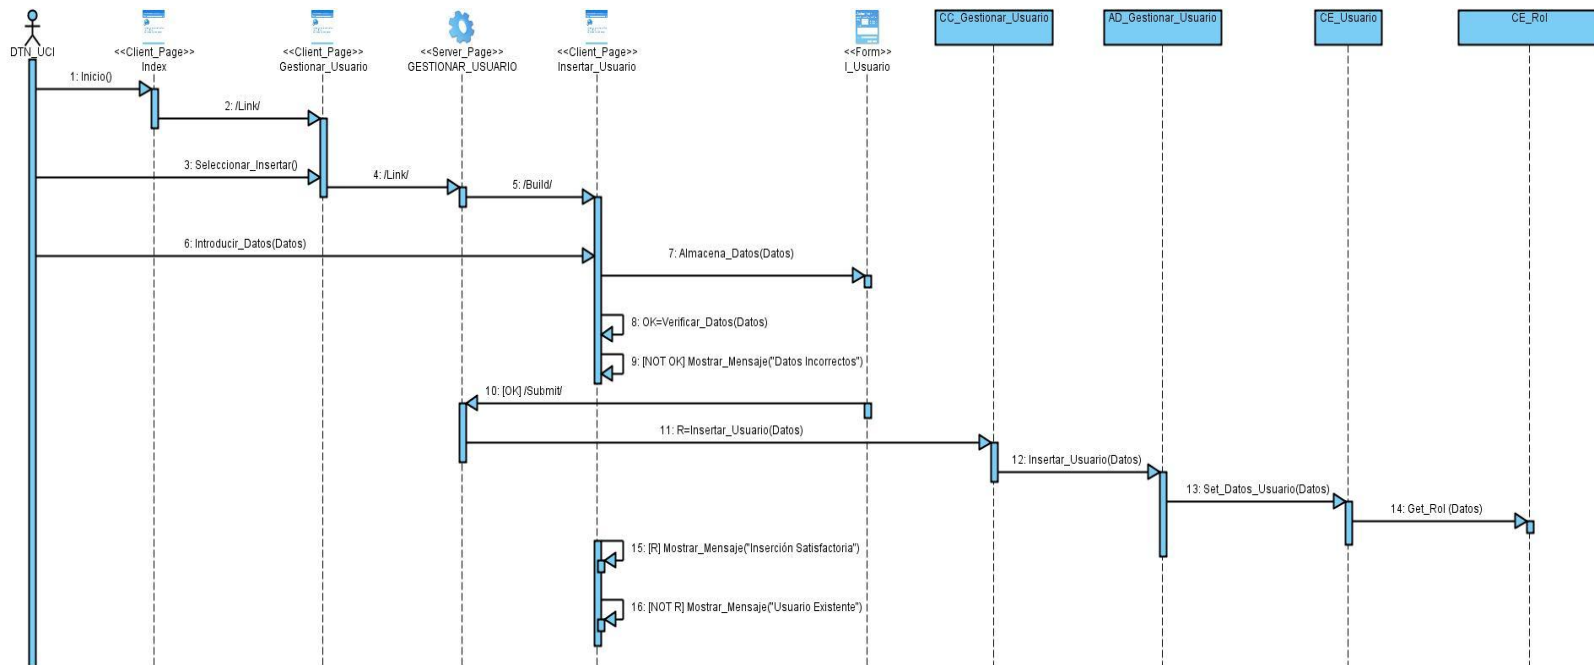 DTN_UCI
<<Client_Page>>
Index
<<Client_Page>>
Gestionar_Usuario
<<Server_Page>>
GESTIONAR_USUARIO
<<Client_Page>>
Insertar_Usuario
<<Form>>
I_Usuario
CC_Gestionar_Usuario
AD_Gestionar_Usuario
CE_Usuario
CE_Rol
1: Inicio()
2: /Link/
3: Seleccionar_Insertar()
4: /Link/
5: /Build/
6: Introducir_Datos(Datos)
7: Almacena_Datos(Datos)
8: OK=Verificar_Datos(Datos)
9: [NOT OK] Mostrar_Mensaje("Datos Incorrectos")
10: [OK] /Submit/
11: R=Insertar_Usuario(Datos)
12: Insertar_Usuario(Datos)
13: Set_Datos_Usuario(Datos)
14: Get_Rol (Datos)
15: [R] Mostrar_Mensaje("Inserción Satisfactoria")
16: [NOT R] Mostrar_Mensaje("Usuario Existente")